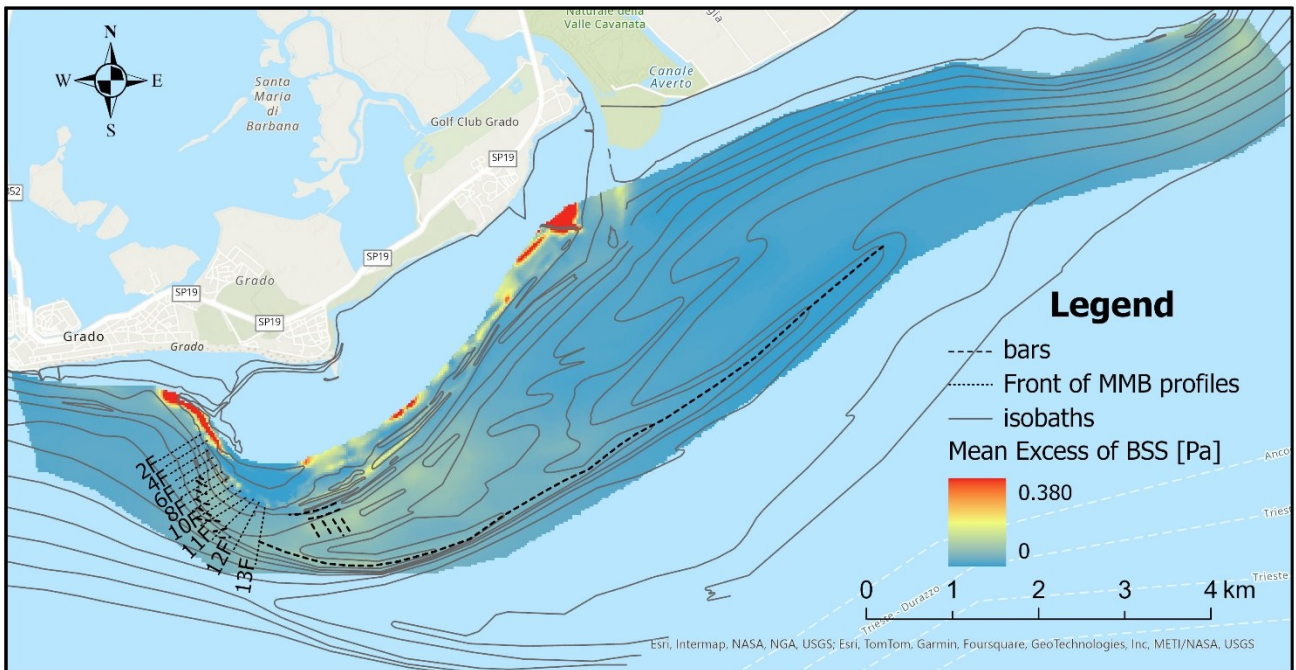 Naturale della
Valle Cavanata
N
W E
S
Santa
Maria
di
Barbana
Canale
Averto
Golf Club Grado
SP19
352
SP19
Grado
SP19
Grado
Grado
Legend
bars
Front of MMB profiles
isobaths
Mean Excess of BSS [Pa]
0.380
0
2F
4F
6F
8F
10F
11F
12F
13F
0 1 2 4 km
Anco
Trieste
Trieste
Trieste - Durazzo
Esri, Intermap, NASA, NGA, USGS; Esri, TomTom, Garmin, Foursquare, GeoTechnologies, Inc, METI/NASA, USGS